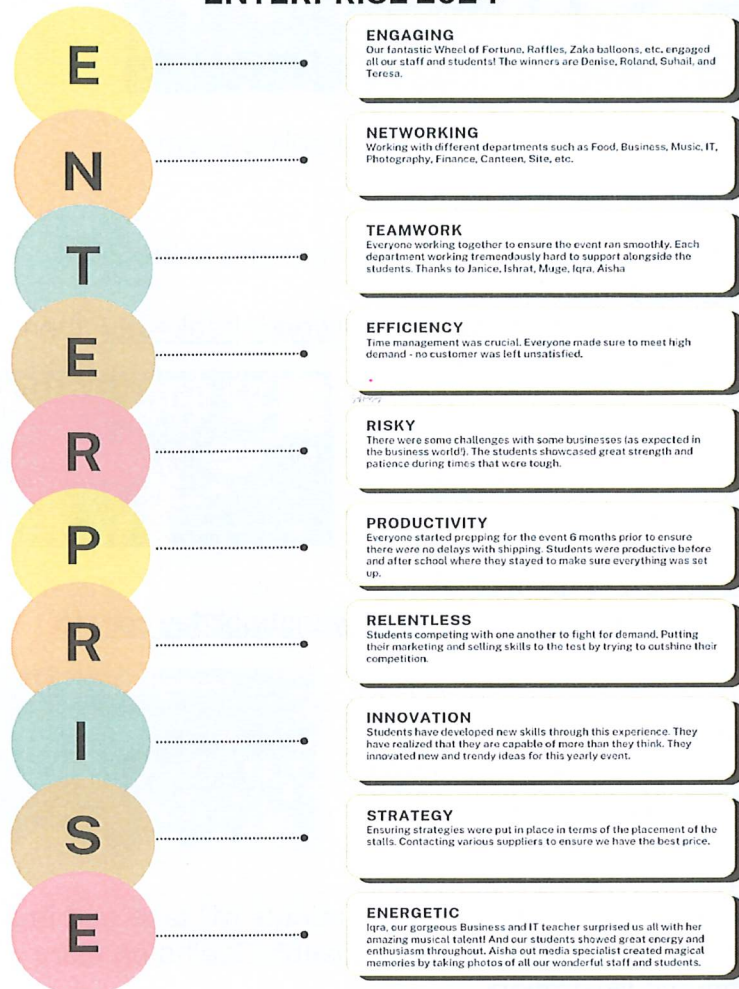 E
ENGAGING
Our fantastic Wheel of Fortune, Raffles, Zaka balloons, etc. engaged
all our staff and students! The winners are Denise, Roland, Suhail, and
Teresa.
N
NETWORKING
Working with different departments such as Food, Business, Music, IT,
Photography, Finance, Canteen, Site, etc.
T
TEAMWORK
Everyone working together to ensure the event ran smoothly. Each
department working tremendously hard to support alongside the
students. Thanks to Janice, Ishrat, Muge, Iqra, Aisha
E
EFFICIENCY
Time management was crucial. Everyone made sure to meet high
demand - no customer was left unsatisfied.
R
RISKY
There were some challenges with some businesses (as expected in
the business world!). The students showcased great strength and
patience during times that were tough.
P
PRODUCTIVITY
Everyone started prepping for the event 6 months prior to ensure
there were no delays with shipping. Students were productive before
and after school where they stayed to make sure everything was set
up.
R
RELENTLESS
Students competing with one another to fight for demand. Putting
their marketing and selling skills to the test by trying to outshine their
competition.
I
INNOVATION
Students have developed new skills through this experience. They
have realized that they are capable of more than they think. They
innovated new and trendy ideas for this yearly event.
S
STRATEGY
Ensuring strategies were put in place in terms of the placement of the
stalls. Contacting various suppliers to ensure we have the best price.
E
ENERGETIC
Iqra, our gorgeous Business and IT teacher surprised us all with her
amazing musical talent! And our students showed great energy and
enthusiasm throughout. Aisha out media specialist created magical
memories by taking photos of all our wonderful staff and students.